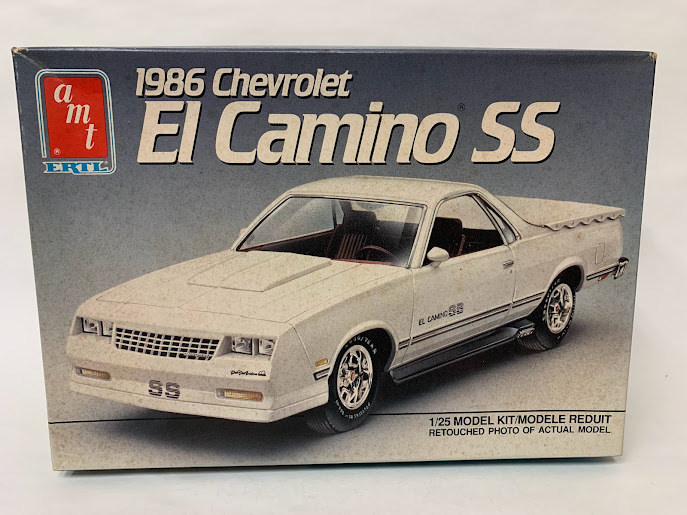 amt
®
ERTL
1986 Chevrolet
El Camino® SS
EL CAMINO SS
SS
1/25 MODEL KIT/MODELE REDUIT
RETOUCHED PHOTO OF ACTUAL MODEL.